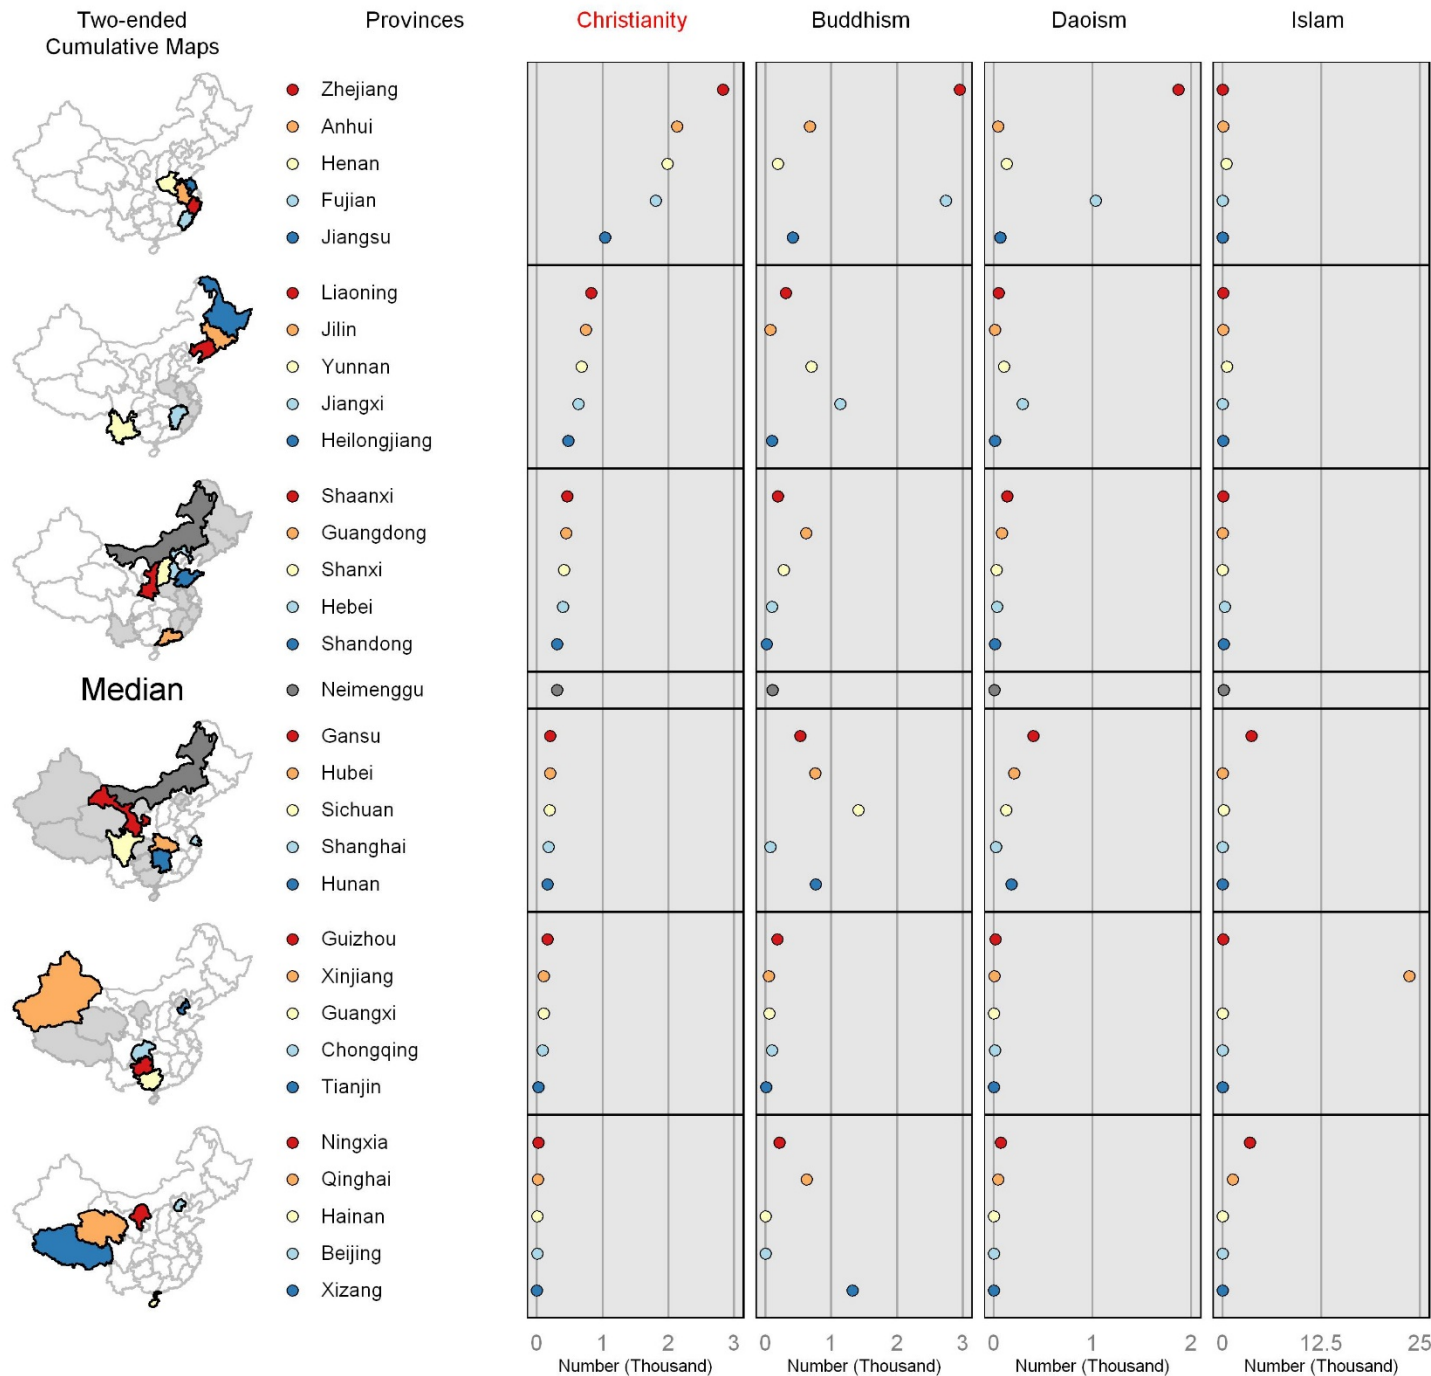 Two-ended
Cumulative Maps
Provinces
Christianity
Buddhism
Daoism
Islam
Zhejiang
Anhui
Henan
Fujian
Jiangsu
Liaoning
Jilin
Yunnan
Jiangxi
Heilongjiang
Shaanxi
Guangdong
Shanxi
Hebei
Shandong
Median
Neimenggu
Gansu
Hubei
Sichuan
Shanghai
Hunan
Guizhou
Xinjiang
Guangxi
Chongqing
Tianjin
Ningxia
Qinghai
Hainan
Beijing
Xizang
0 1 2 3
Number (Thousand)
0 1 2 3
Number (Thousand)
0 1 2
Number (Thousand)
0 12.5 25
Number (Thousand)